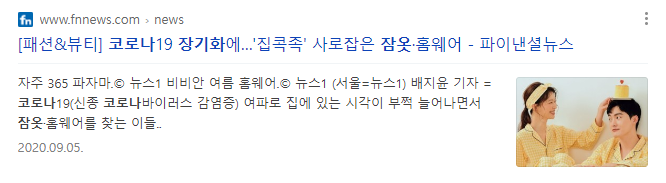 fn www.fnnews.com › news
[패션&뷰티] 코로나19 장기화에...'집콕족' 사로잡은 잠옷·홈웨어 - 파이낸셜뉴스
자주 365 파자마.© 뉴스1 비비안 여름 홈웨어.© 뉴스1 (서울=뉴스1) 배지윤 기자 =
코로나19(신종 코로나바이러스 감염증) 여파로 집에 있는 시각이 부쩍 늘어나면서
잠옷·홈웨어를 찾는 이들..
2020.09.05.